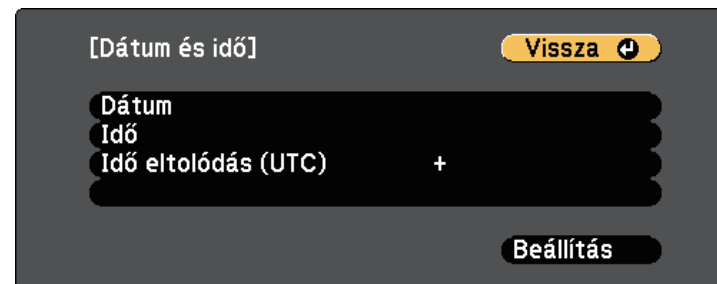 [Dátum és idő]
Vissza
Dátum
Idő
Idő eltolódás (UTC) +
Beállítás